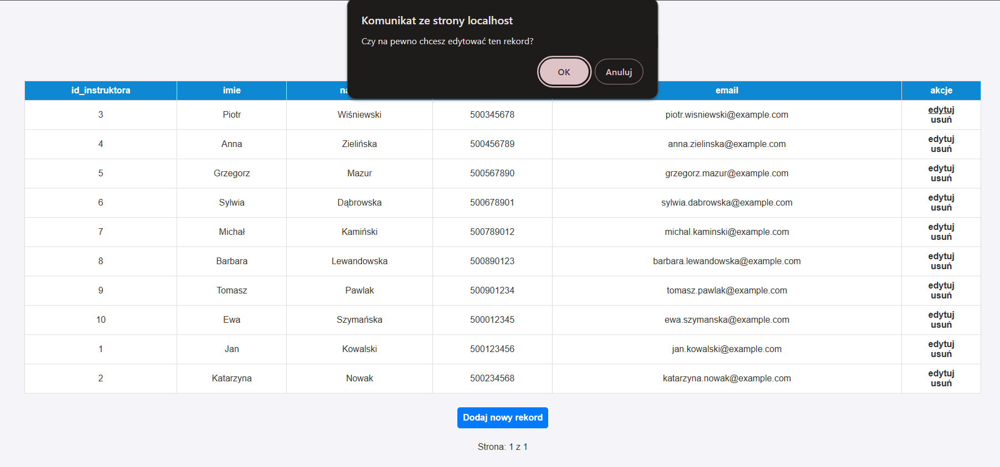 Komunikat ze strony localhost
Czy na pewno chcesz edytować ten rekord?
OK Anuluj
id_instruktora imie na email akcje
3 Piotr Wiśniewski 500345678 piotr.wisniewski@example.com edytuj
usuń
4 Anna Zielińska 500456789 anna.zielinska@example.com edytuj
usuń
5 Grzegorz Mazur 500567890 grzegorz.mazur@example.com edytuj
usuń
6 Sylwia Dąbrowska 500678901 sylwia.dabrowska@example.com edytuj
usuń
7 Michał Kamiński 500789012 michal.kaminski@example.com edytuj
usuń
8 Barbara Lewandowska 500890123 barbara.lewandowska@example.com edytuj
usuń
9 Tomasz Pawlak 500901234 tomasz.pawlak@example.com edytuj
usuń
10 Ewa Szymańska 500012345 ewa.szymanska@example.com edytuj
usuń
1 Jan Kowalski 500123456 jan.kowalski@example.com edytuj
usuń
2 Katarzyna Nowak 500234568 katarzyna.nowak@example.com edytuj
usuń
Dodaj nowy rekord
Strona: 1 z 1